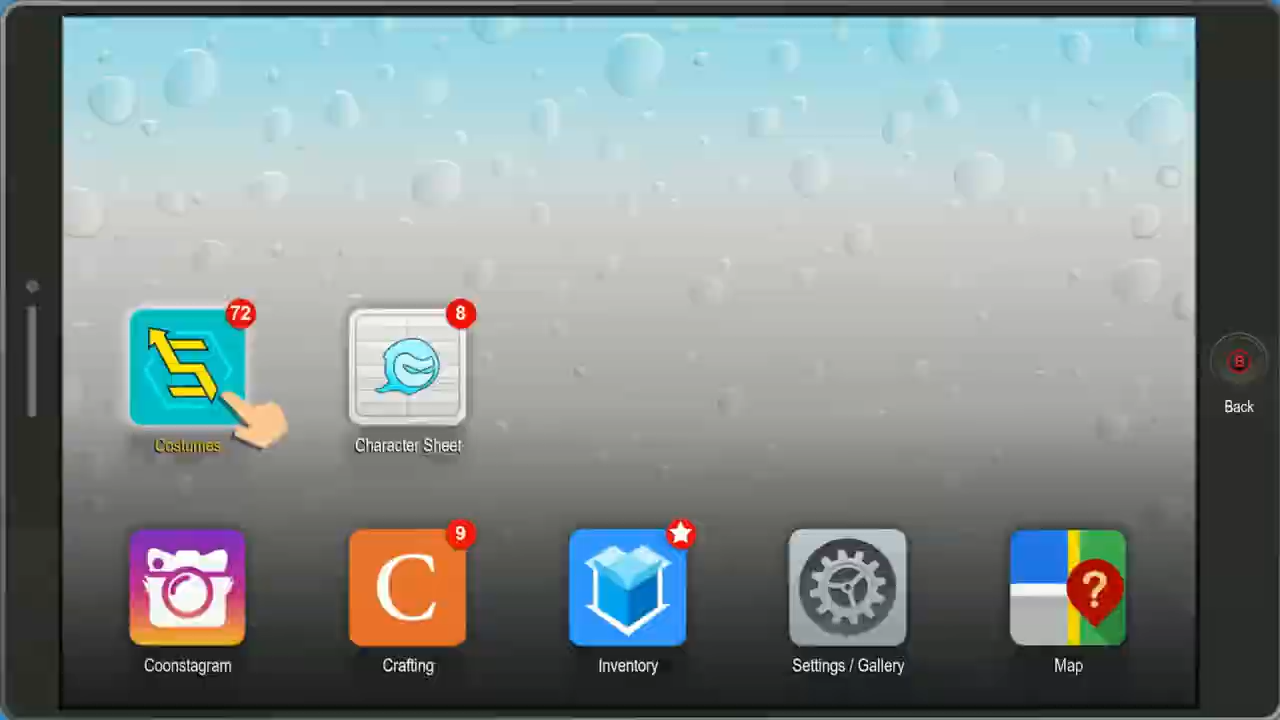 72
8
Costumes
Character Sheet
B
Back
9
C
?
Coonstagram
Crafting
Inventory
Settings / Gallery
Map